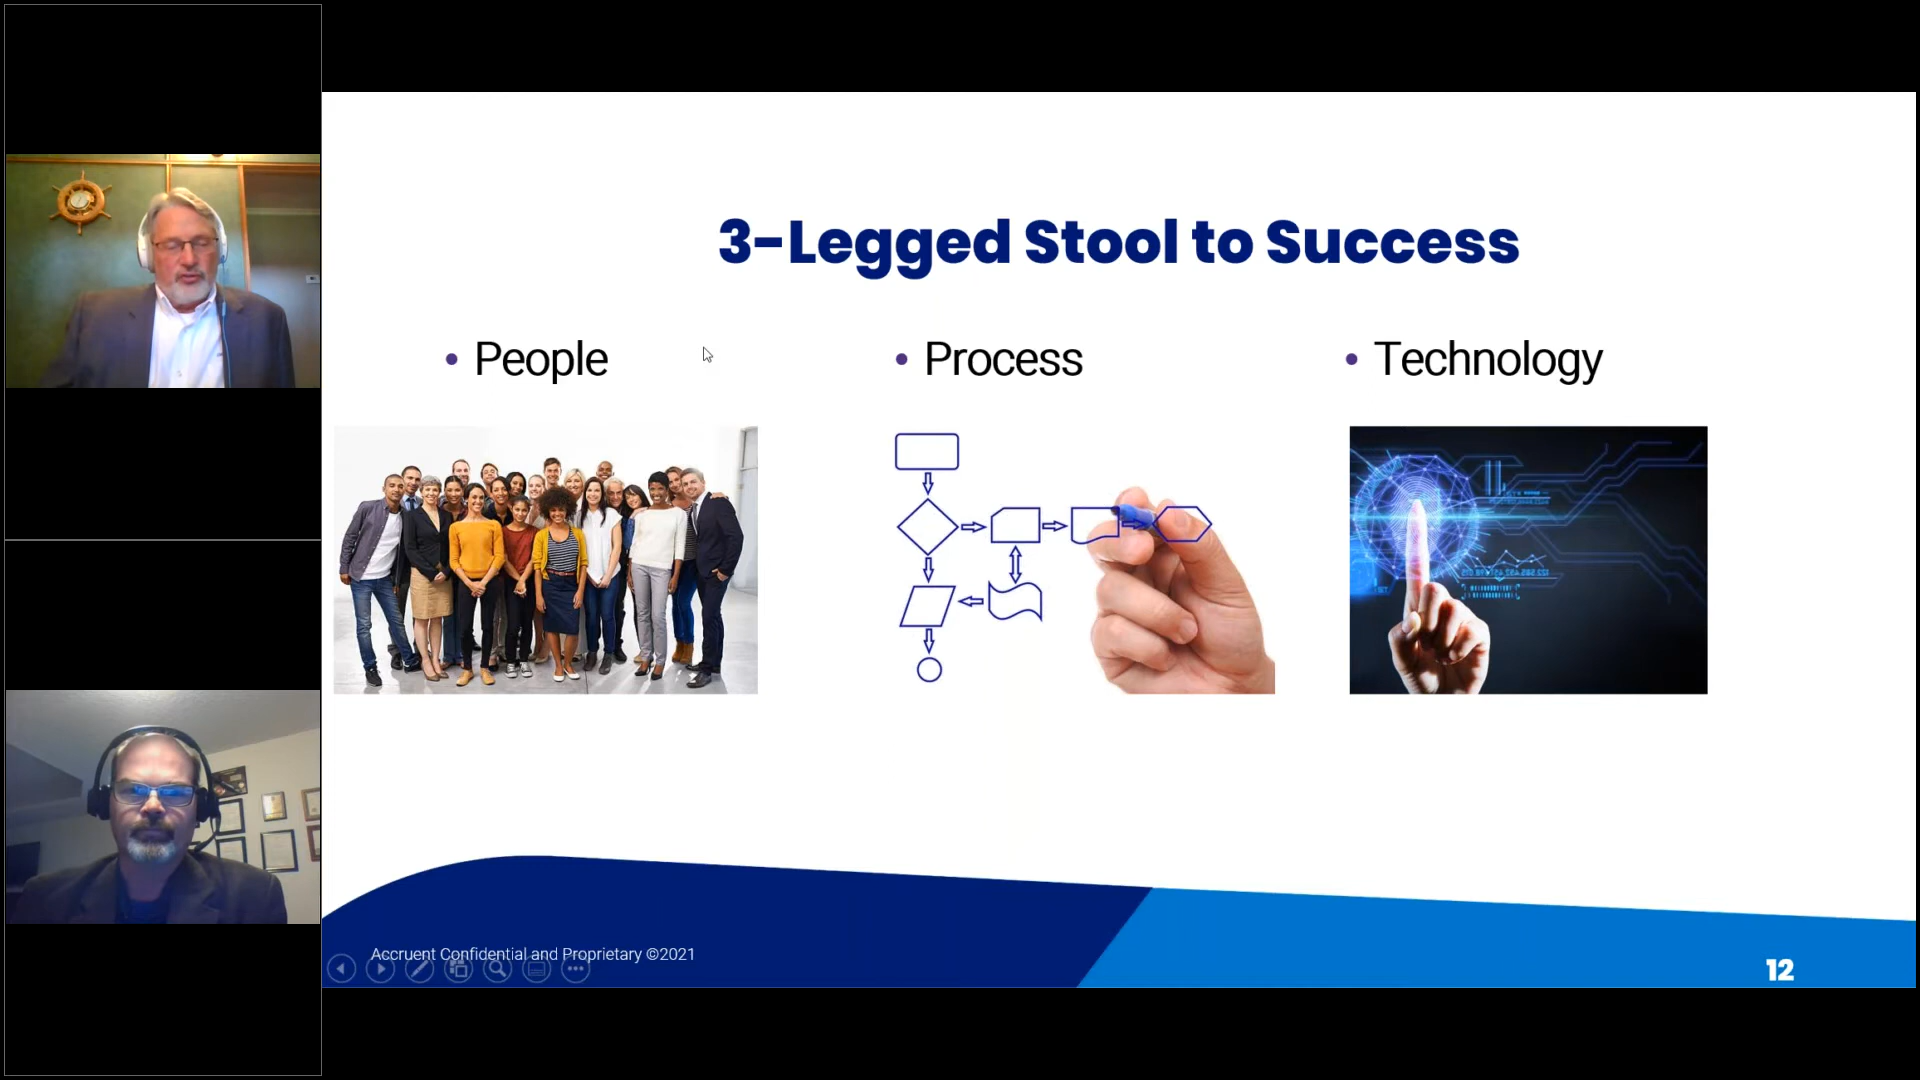 3-Legged Stool to Success
• People
• Process
• Technology
Accruent Confidential and Proprietary ©2021
12